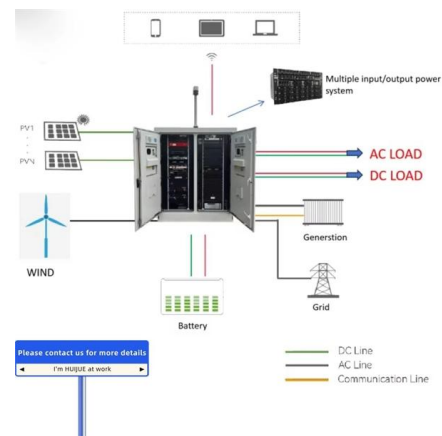 Multiple input/output power
system
PV1
PVN
AC LOAD
DC LOAD
Generstion
WIND
Grid
Battery
Please contact us for more details
I'm HUIJUE at work
DC Line
AC Line
Communication Line